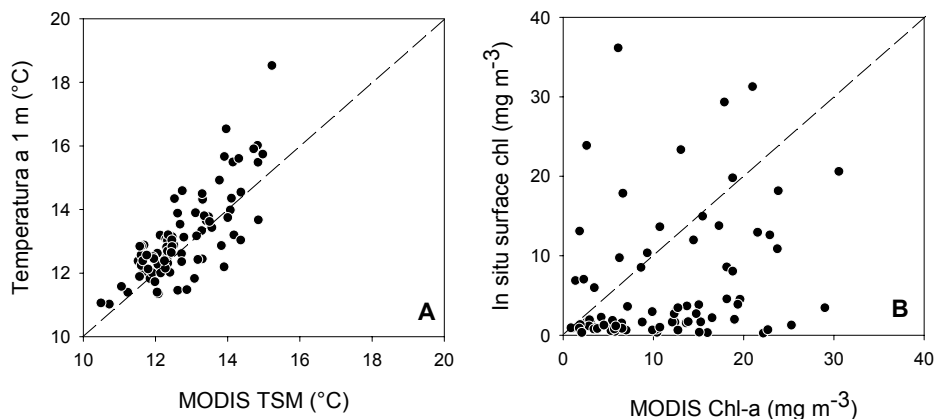 20
18
16
14
12
10
Temperatura a 1 m (°C)
A
10 12 14 16 18 20
MODIS TSM (°C)
40
30
20
10
0
In situ surface chl (mg m⁻³)
B
0 10 20 30 40
MODIS Chl-a (mg m⁻³)